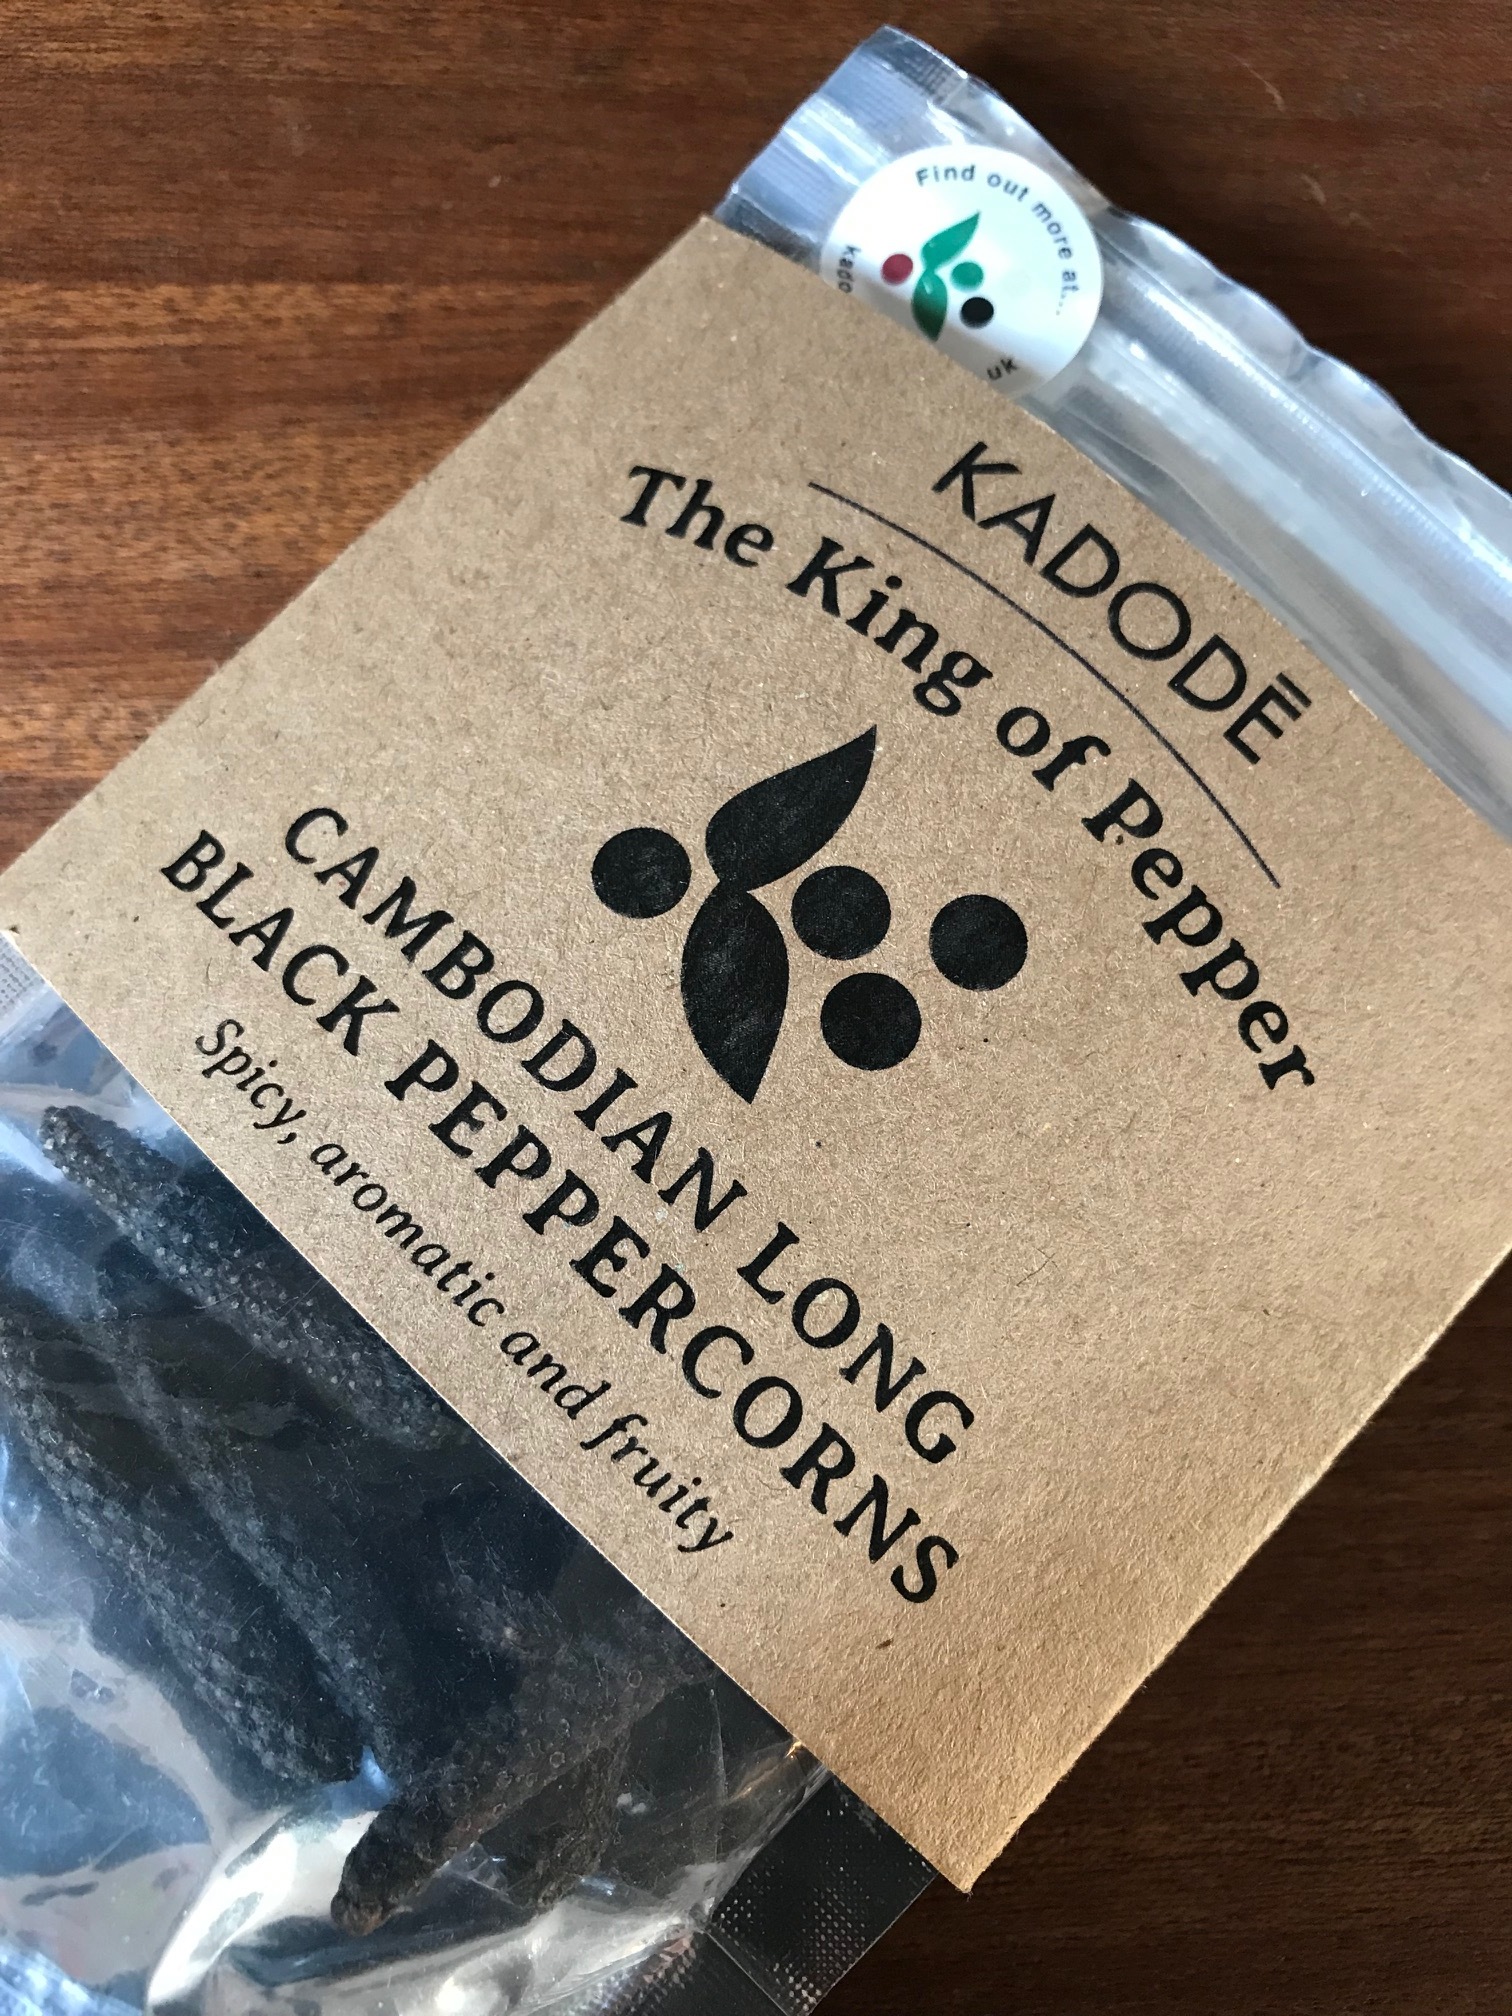 Find out more at...
uk
KADODĒ
The King of Pepper
CAMBODIAN LONG
BLACK PEPPERCORNS
Spicy, aromatic and fruity